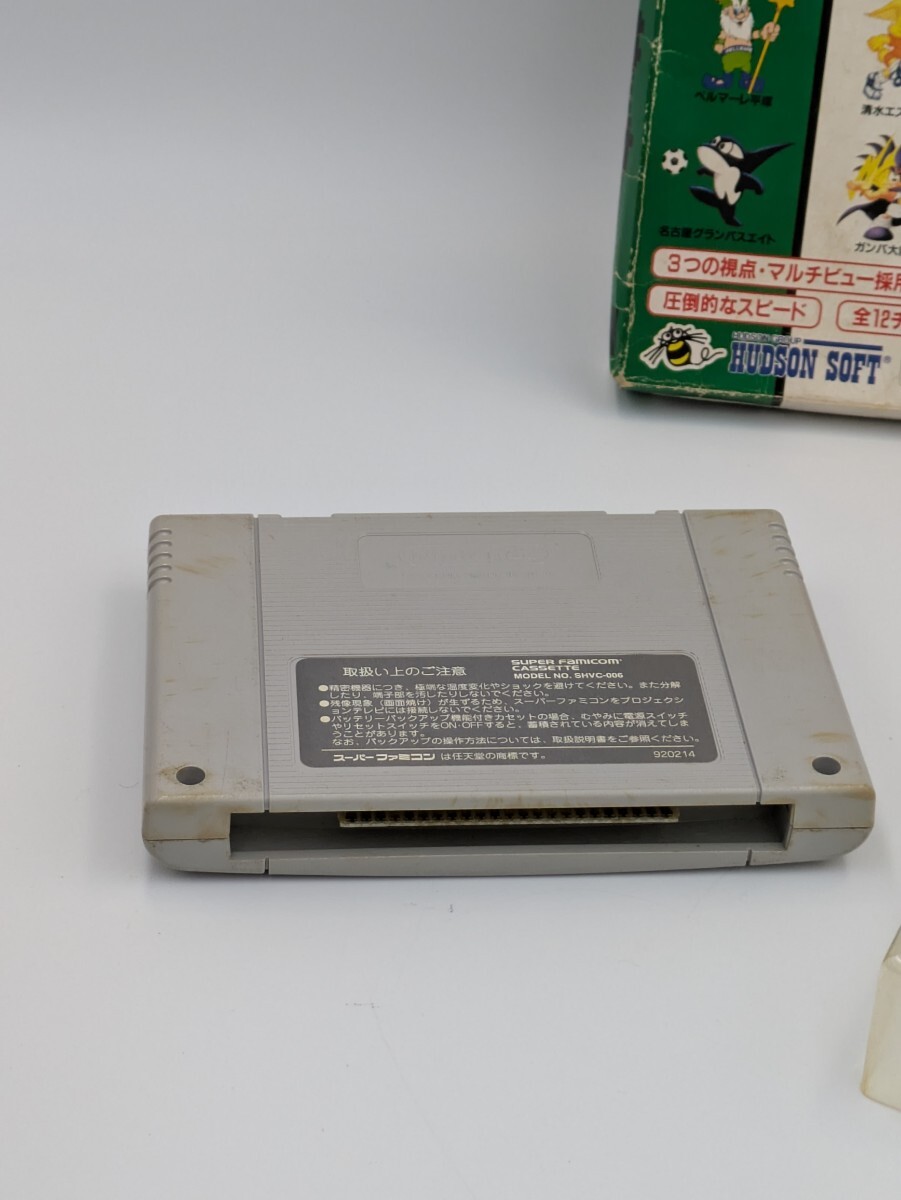 ベルマーレ平塚
清水エス
名古屋グランパスエイト
ガンバ大
3つの視点・マルチビュー採用
圧倒的なスピード
全12チ
HUDSON GROUP
HUDSON SOFT®
取扱い上のご注意
SUPER FAMICOM
CASSETTE
MODEL NO. SHVC-006
●精密機器につき、極端な温度変化やショックを避けてください。また分解
したり、端子部を汚したりしないでください。
●残像現象（画面焼け）が生ずるため、スーパーファミコンをプロジェクシ
ョンテレビには接続しないでください。
●バッテリーバックアップ機能付きカセットの場合、むやみに電源スイッチ
やリセットスイッチをON・OFFすると、蓄積されている内容が消えてしま
うことがあります。
なお、バックアップの操作方法については、取扱説明書をご参照ください。
スーパーファミコン は任天堂の商標です。
920214